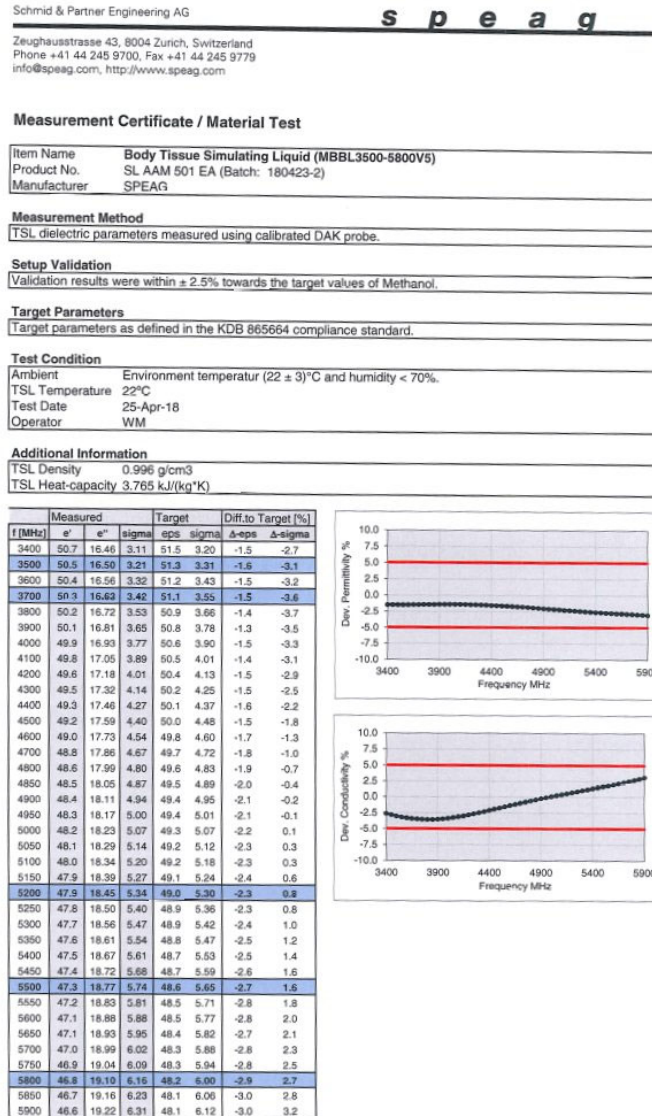 Schmid & Partner Engineering AG
s p e a g
Zeughausstrasse 43, 8004 Zurich, Switzerland
Phone +41 44 245 9700, Fax +41 44 245 9779
info@speag.com, http://www.speag.com
Measurement Certificate / Material Test
Item Name Body Tissue Simulating Liquid (MBBL3500-5800V5)
Product No. SL AAM 501 EA (Batch: 180423-2)
Manufacturer SPEAG
Measurement Method
TSL dielectric parameters measured using calibrated DAK probe.
Setup Validation
Validation results were within ± 2.5% towards the target values of Methanol.
Target Parameters
Target parameters as defined in the KDB 865664 compliance standard.
Test Condition
Ambient Environment temperatur (22 ± 3)°C and humidity < 70%.
TSL Temperature 22°C
Test Date 25-Apr-18
Operator WM
Additional Information
TSL Density 0.996 g/cm3
TSL Heat-capacity 3.765 kJ/(kg*K)
Measured Target Diff.to Target [%]
f [MHz] e' e" sigma eps sigma Δ-eps Δ-sigma
3400 50.7 16.46 3.11 51.5 3.20 -1.5 -2.7
3500 50.5 16.50 3.21 51.3 3.31 -1.6 -3.1
3600 50.4 16.56 3.32 51.2 3.43 -1.5 -3.2
3700 50.3 16.63 3.42 51.1 3.55 -1.5 -3.6
3800 50.2 16.72 3.53 50.9 3.66 -1.4 -3.7
3900 50.1 16.81 3.65 50.8 3.78 -1.3 -3.5
4000 49.9 16.93 3.77 50.6 3.90 -1.5 -3.3
4100 49.8 17.05 3.89 50.5 4.01 -1.4 -3.1
4200 49.6 17.18 4.01 50.4 4.13 -1.5 -2.9
4300 49.5 17.32 4.14 50.2 4.25 -1.5 -2.5
4400 49.3 17.46 4.27 50.1 4.37 -1.6 -2.2
4500 49.2 17.59 4.40 50.0 4.48 -1.5 -1.8
4600 49.0 17.73 4.54 49.8 4.60 -1.7 -1.3
4700 48.8 17.86 4.67 49.7 4.72 -1.8 -1.0
4800 48.6 17.99 4.80 49.6 4.83 -1.9 -0.7
4850 48.5 18.05 4.87 49.5 4.89 -2.0 -0.4
4900 48.4 18.11 4.94 49.4 4.95 -2.1 -0.2
4950 48.3 18.17 5.00 49.4 5.01 -2.1 -0.1
5000 48.2 18.23 5.07 49.3 5.07 -2.2 0.1
5050 48.1 18.29 5.14 49.2 5.12 -2.3 0.3
5100 48.0 18.34 5.20 49.2 5.18 -2.3 0.3
5150 47.9 18.39 5.27 49.1 5.24 -2.4 0.6
5200 47.9 18.45 5.34 49.0 5.30 -2.3 0.8
5250 47.8 18.50 5.40 48.9 5.36 -2.3 0.8
5300 47.7 18.56 5.47 48.9 5.42 -2.4 1.0
5350 47.6 18.61 5.54 48.8 5.47 -2.5 1.2
5400 47.5 18.67 5.61 48.7 5.53 -2.5 1.4
5450 47.4 18.72 5.68 48.7 5.59 -2.6 1.6
5500 47.3 18.77 5.74 48.6 5.65 -2.7 1.6
5550 47.2 18.83 5.81 48.5 5.71 -2.8 1.8
5600 47.1 18.88 5.88 48.5 5.77 -2.8 2.0
5650 47.1 18.93 5.95 48.4 5.82 -2.7 2.1
5700 47.0 18.99 6.02 48.3 5.88 -2.8 2.3
5750 46.9 19.04 6.09 48.3 5.94 -2.8 2.5
5800 46.8 19.10 6.16 48.2 6.00 -2.9 2.7
5850 46.7 19.16 6.23 48.1 6.06 -3.0 2.8
5900 46.6 19.22 6.31 48.1 6.12 -3.0 3.2
Dev. Permittivity %
10.0
7.5
5.0
2.5
0.0
-2.5
-5.0
-7.5
-10.0
3400 3900 4400 4900 5400 590
Frequency MHz
Dev. Conductivity %
10.0
7.5
5.0
2.5
0.0
-2.5
-5.0
-7.5
-10.0
3400 3900 4400 4900 5400 590
Frequency MHz